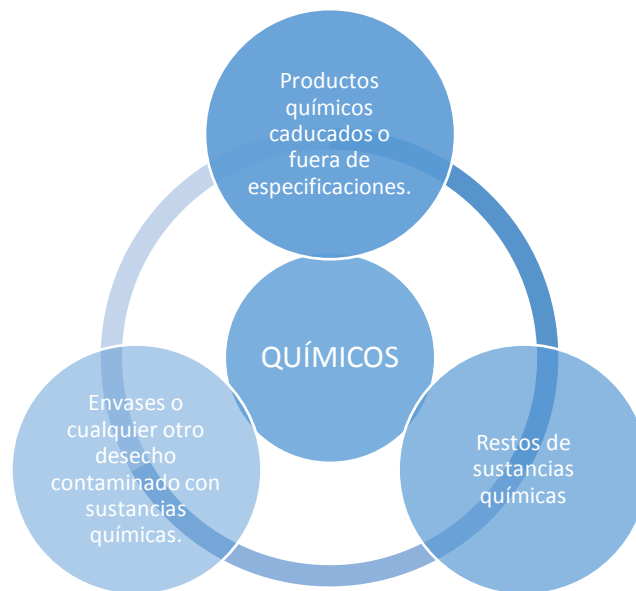 Productos
químicos
caducados o
fuera de
especificaciones.
QUÍMICOS
Envases o
cualquier otro
desecho
contaminado con
sustancias
químicas.
Restos de
sustancias
químicas